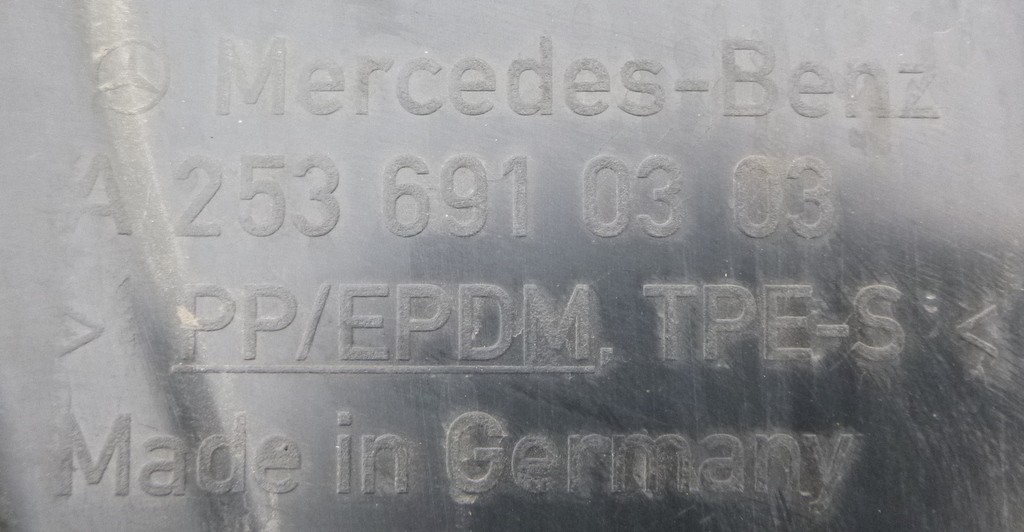 Mercedes-Benz
A 253 691 03 03
>PP/EPDM, TPE-S<
Made in Germany